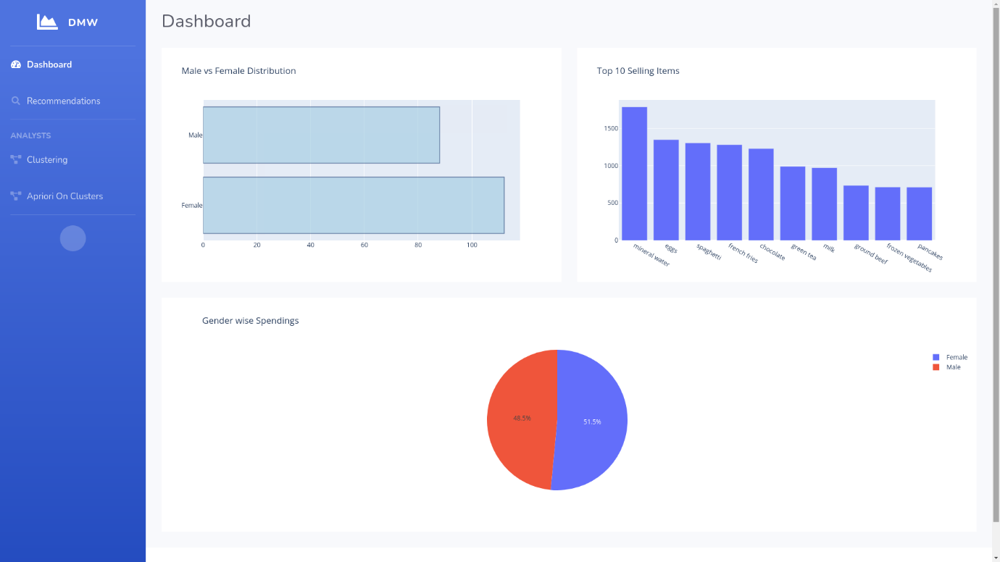 DMW
Dashboard
Recommendations
ANALYSTS
Clustering
Apriori On Clusters
Dashboard
Male vs Female Distribution
Male
Female
0 20 40 60 80 100
Top 10 Selling Items
1500
1000
500
0
mineral water
eggs
spaghetti
french fries
chocolate
green tea
milk
ground beef
frozen vegetables
pancakes
Gender wise Spendings
48.5%
51.5%
Female
Male